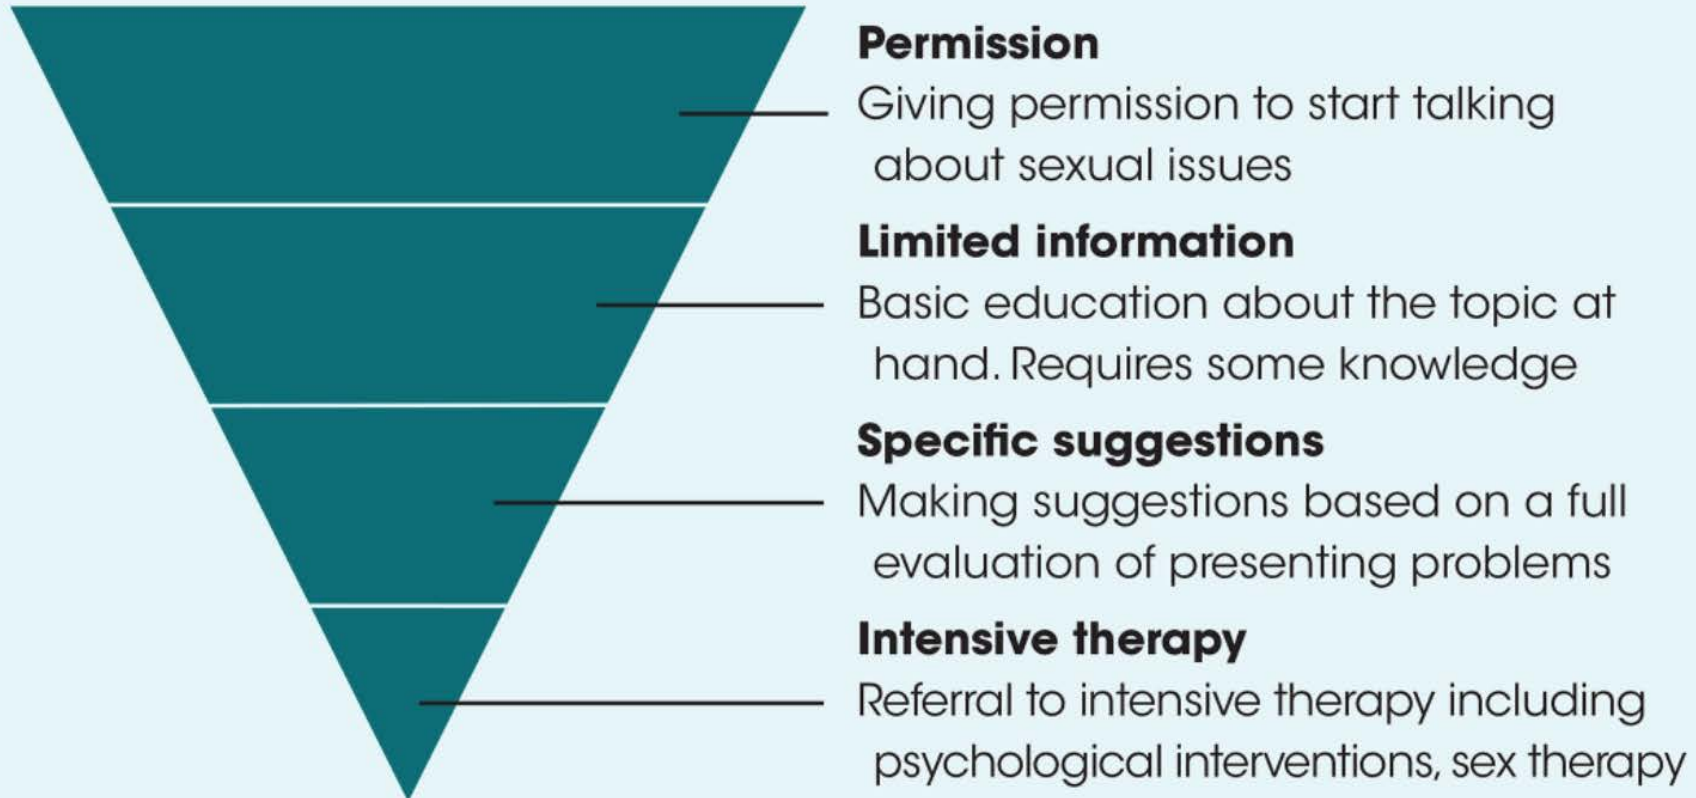 Permission
Giving permission to start talking
about sexual issues
Limited information
Basic education about the topic at
hand. Requires some knowledge
Specific suggestions
Making suggestions based on a full
evaluation of presenting problems
Intensive therapy
Referral to intensive therapy including
psychological interventions, sex therapy